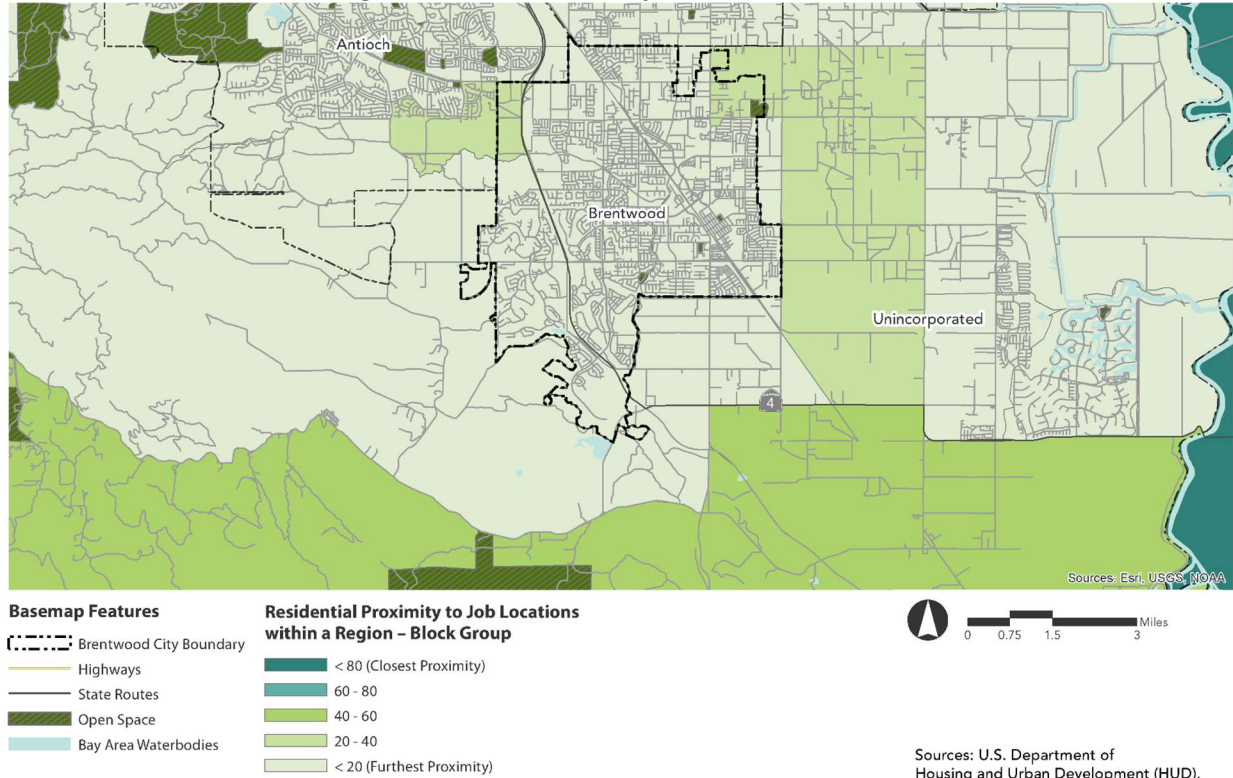 Antioch
Brentwood
Unincorporated
4
Sources: Esri, USGS, NOAA
Basemap Features
Brentwood City Boundary
Highways
State Routes
Open Space
Bay Area Waterbodies
Residential Proximity to Job Locations
within a Region – Block Group
< 80 (Closest Proximity)
60 - 80
40 - 60
20 - 40
< 20 (Furthest Proximity)
0 0.75 1.5 3 Miles
Sources: U.S. Department of
Housing and Urban Development (HUD),